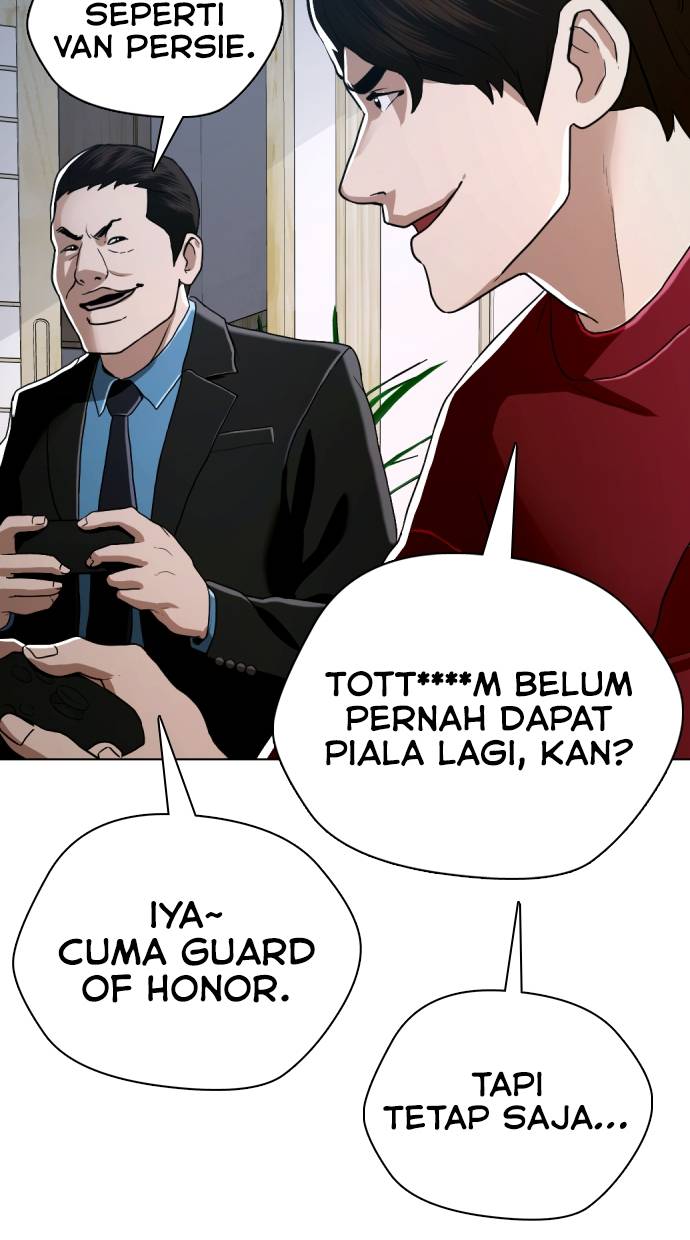 SEPERTI
VAN PERSIE.
TOTT****M BELUM
PERNAH DAPAT
PIALA LAGI, KAN?
IYA~
CUMA GUARD
OF HONOR.
TAPI
TETAP SAJA...